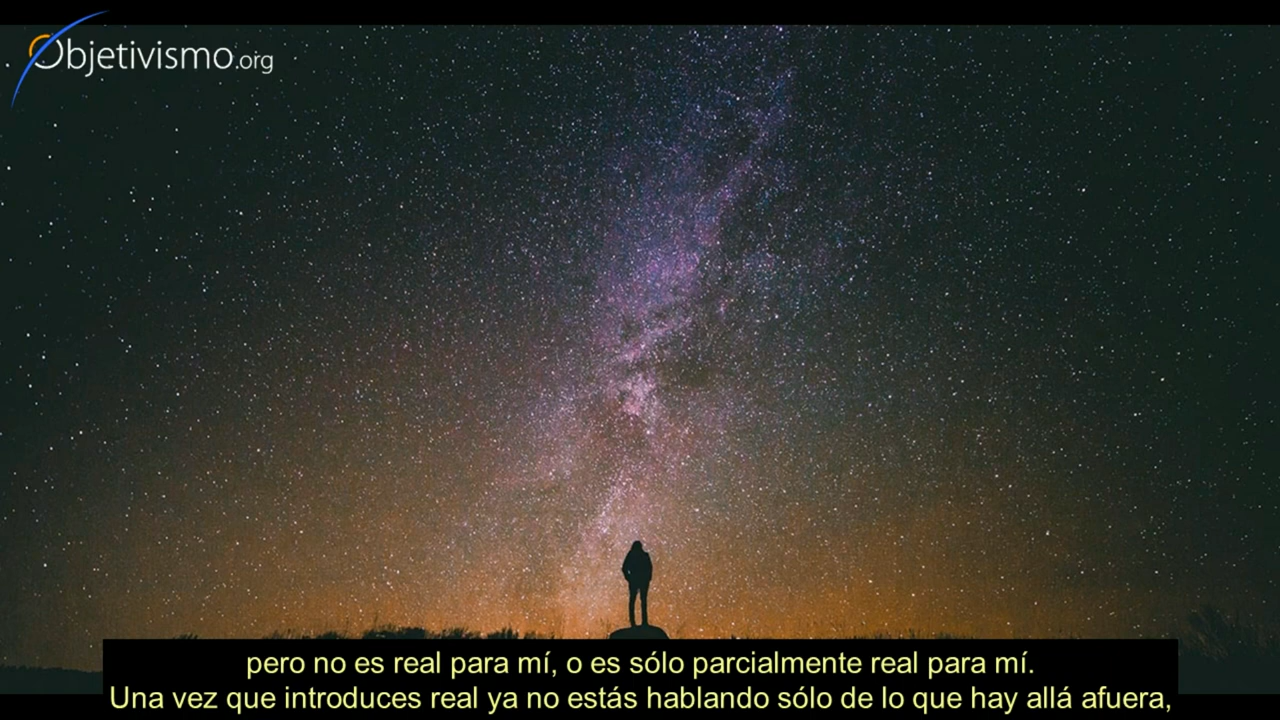 Objetivismo.org
pero no es real para mí, o es sólo parcialmente real para mí.
Una vez que introduces real ya no estás hablando sólo de lo que hay allá afuera,